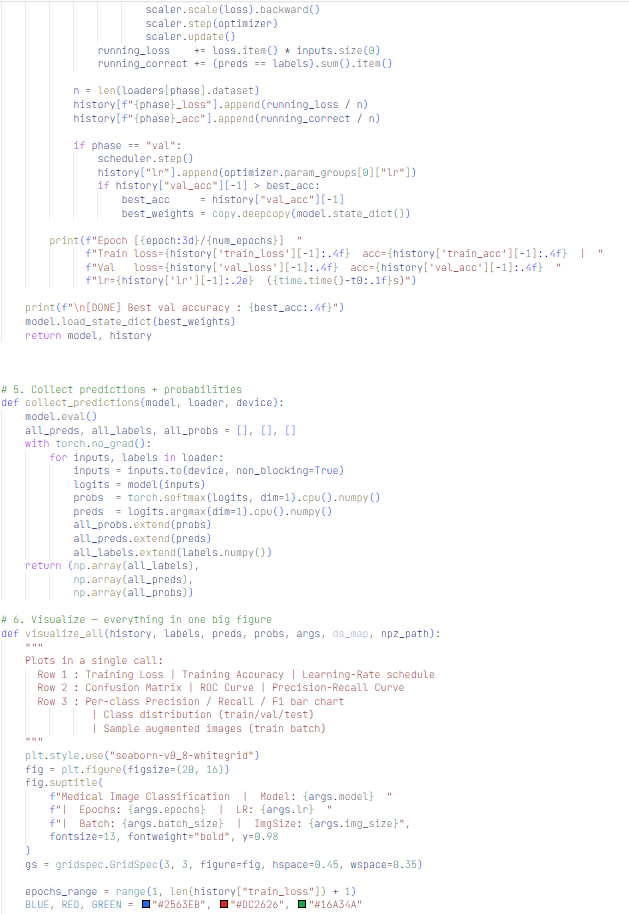 scaler.scale(loss).backward()
                        scaler.step(optimizer)
                        scaler.update()
                running_loss    += loss.item() * inputs.size(0)
                running_correct += (preds == labels).sum().item()

            n = len(loaders[phase].dataset)
            history[f"{phase}_loss"].append(running_loss / n)
            history[f"{phase}_acc"].append(running_correct / n)

            if phase == "val":
                scheduler.step()
                history["lr"].append(optimizer.param_groups[0]["lr"])
                if history["val_acc"][-1] > best_acc:
                    best_acc     = history["val_acc"][-1]
                    best_weights = copy.deepcopy(model.state_dict())

        print(f"Epoch [{epoch:3d}/{num_epochs}]  "
              f"Train loss={history['train_loss'][-1]:.4f}  acc={history['train_acc'][-1]:.4f}  |  "
              f"Val   loss={history['val_loss'][-1]:.4f}  acc={history['val_acc'][-1]:.4f}  "
              f"lr={history['lr'][-1]:.2e}  ({time.time()-t0:.1f}s)")

    print(f"\n[DONE] Best val accuracy : {best_acc:.4f}")
    model.load_state_dict(best_weights)
    return model, history


# 5. Collect predictions + probabilities
def collect_predictions(model, loader, device):
    model.eval()
    all_preds, all_labels, all_probs = [], [], []
    with torch.no_grad():
        for inputs, labels in loader:
            inputs = inputs.to(device, non_blocking=True)
            logits = model(inputs)
            probs  = torch.softmax(logits, dim=1).cpu().numpy()
            preds  = logits.argmax(dim=1).cpu().numpy()
            all_probs.extend(probs)
            all_preds.extend(preds)
            all_labels.extend(labels.numpy())
    return (np.array(all_labels),
            np.array(all_preds),
            np.array(all_probs))

# 6. Visualize — everything in one big figure
def visualize_all(history, labels, preds, probs, args, ds_map, npz_path):
    """
    Plots in a single call:
      Row 1 : Training Loss | Training Accuracy | Learning-Rate schedule
      Row 2 : Confusion Matrix | ROC Curve | Precision-Recall Curve
      Row 3 : Per-class Precision / Recall / F1 bar chart
              | Class distribution (train/val/test)
              | Sample augmented images (train batch)
    """
    plt.style.use("seaborn-v0_8-whitegrid")
    fig = plt.figure(figsize=(20, 16))
    fig.suptitle(
        f"Medical Image Classification  |  Model: {args.model}  "
        f"|  Epochs: {args.epochs}  |  LR: {args.lr}  "
        f"|  Batch: {args.batch_size}  |  ImgSize: {args.img_size}",
        fontsize=13, fontweight="bold", y=0.98
    )
    gs = gridspec.GridSpec(3, 3, figure=fig, hspace=0.45, wspace=0.35)

    epochs_range = range(1, len(history["train_loss"]) + 1)
    BLUE, RED, GREEN = "#2563EB", "#DC2626", "#16A34A"